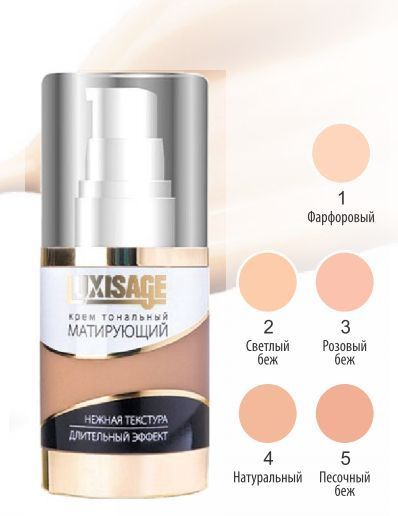 LUXISAGE
крем тональный
МАТИРУЮЩИЙ
НЕЖНАЯ ТЕКСТУРА
ДЛИТЕЛЬНЫЙ ЭФФЕКТ
1
Фарфоровый
2
Светлый
беж
3
Розовый
беж
4
Натуральный
5
Песочный
беж